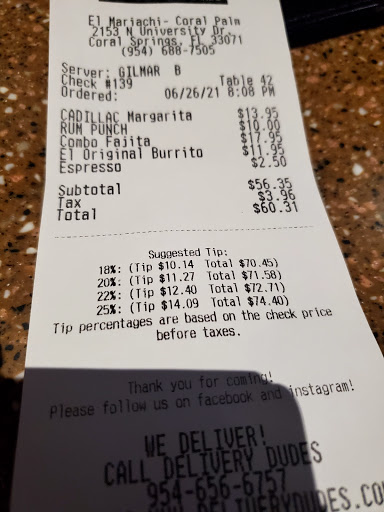 El Mariachi- Coral Palm
2153 N University Dr
Coral Springs, FL 33071
(954) 688-7505
Server: GILMAR B
Check #139 Table 42
Ordered: 06/26/21 8:08 PM
CADILLAC Margarita $13.95
RUM PUNCH $10.00
Combo Fajita $17.95
El Original Burrito $11.95
Espresso $2.50
Subtotal $56.35
Tax $3.96
Total $60.31
Suggested Tip:
18%: (Tip $10.14 Total $70.45)
20%: (Tip $11.27 Total $71.58)
22%: (Tip $12.40 Total $72.71)
25%: (Tip $14.09 Total $74.40)
Tip percentages are based on the check price
before taxes.
Thank you for coming!
Please follow us on facebook and instagram!
WE DELIVER!
CALL DELIVERY DUDES
954-656-6757